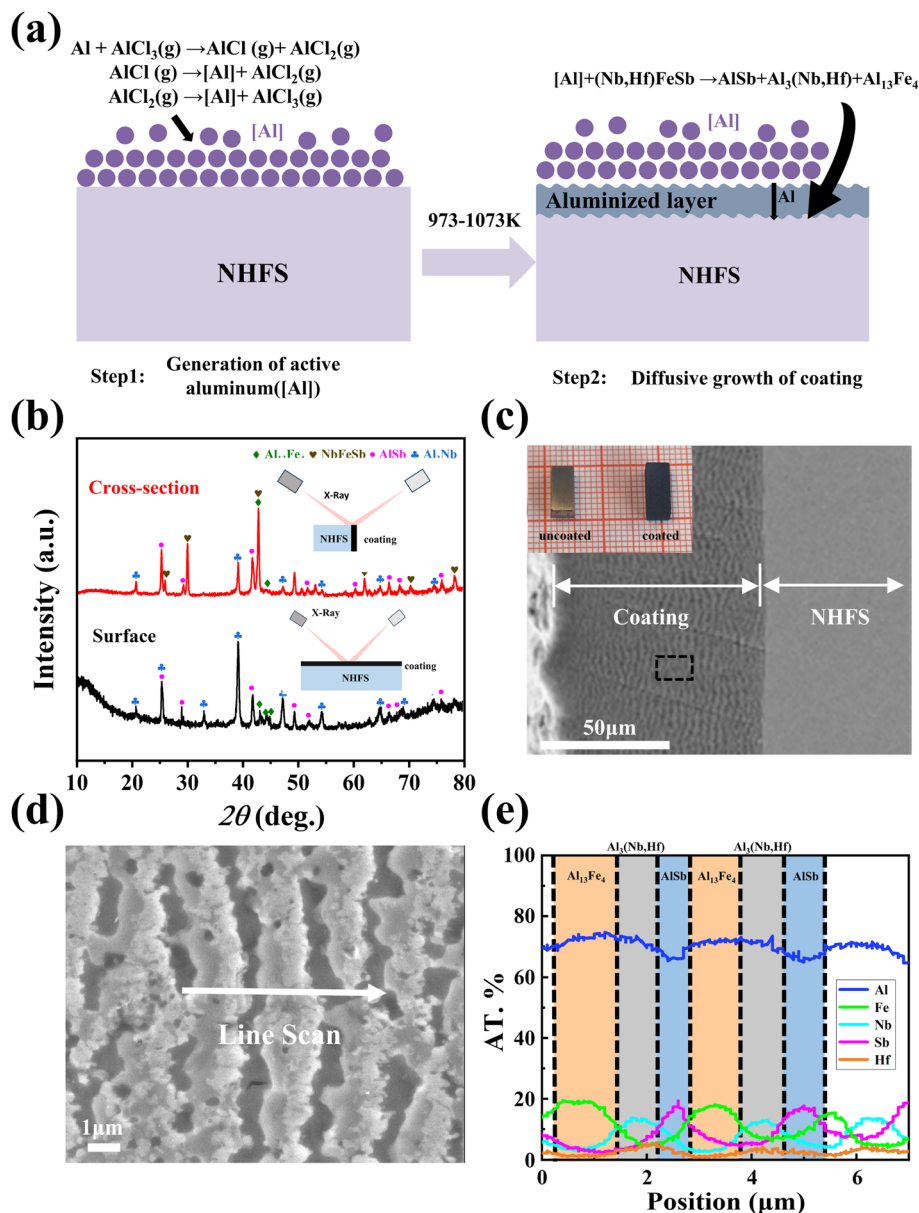 (a)
Al + AlCl₃(g) →AlCl (g)+ AlCl₂(g)
AlCl (g) →[Al]+ AlCl₂(g)
AlCl₂(g)→[Al]+ AlCl₃(g)
[Al]
NHFS
973-1073K
[Al]+(Nb,Hf)FeSb →AlSb+Al₃(Nb,Hf)+Al₁₃Fe₄
[Al]
Aluminized layer
Al
NHFS
Step1: Generation of active
aluminum([Al])
Step2: Diffusive growth of coating
(b)
NbFeSb
AlSb
Cross-section
X-Ray
NHFS
coating
Surface
X-Ray
coating
NHFS
Intensity (a.u.)
10 20 30 40 50 60 70 80
2θ (deg.)
(c)
uncoated
coated
Coating
NHFS
50μm
(d)
Line Scan
1μm
(e)
Al₃(Nb,Hf) Al₃(Nb,Hf)
100
Al₁₃Fe₄ AlSb Al₁₃Fe₄ AlSb
80
60
40
20
0
AT. %
Al
Fe
Nb
Sb
Hf
0 2 4 6
Position (μm)